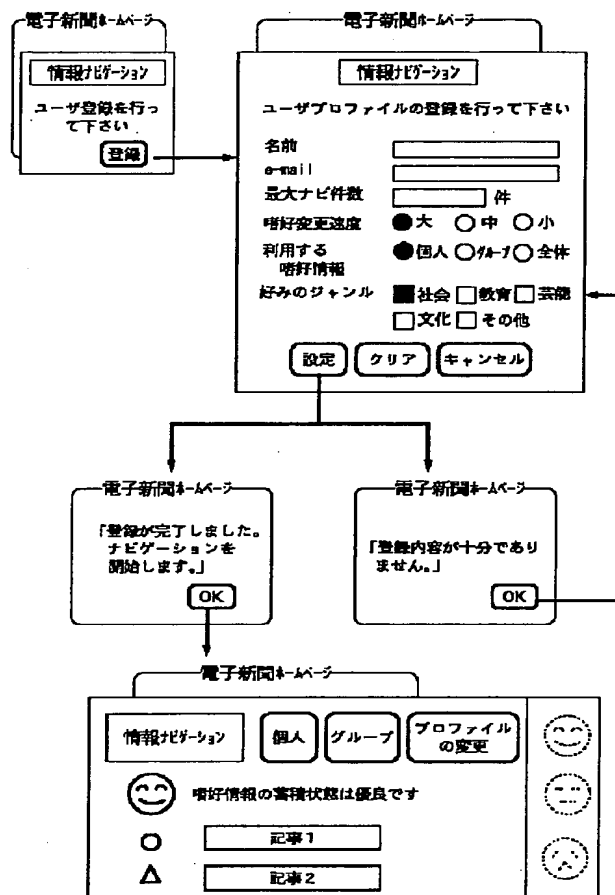 電子新聞ホームページ
情報ナビゲーション
ユーザ登録を行っ
て下さい
登録
電子新聞ホームページ
情報ナビゲーション
ユーザプロファイルの登録を行って下さい
名前
e-mail
最大ナビ件数 件
嗜好変更速度 大 中 小
利用する 個人 グループ 全体
嗜好情報
好みのジャンル 社会 教育 芸能
文化 その他
設定 クリア キャンセル
電子新聞ホームページ
「登録が完了しました。
ナビゲーションを
開始します。」
OK
電子新聞ホームページ
「登録内容が十分であり
ません。」
OK
電子新聞ホームページ
情報ナビゲーション 個人 グループ プロファイル
の変更
嗜好情報の蓄積状態は優良です
○ 記事1
△ 記事2